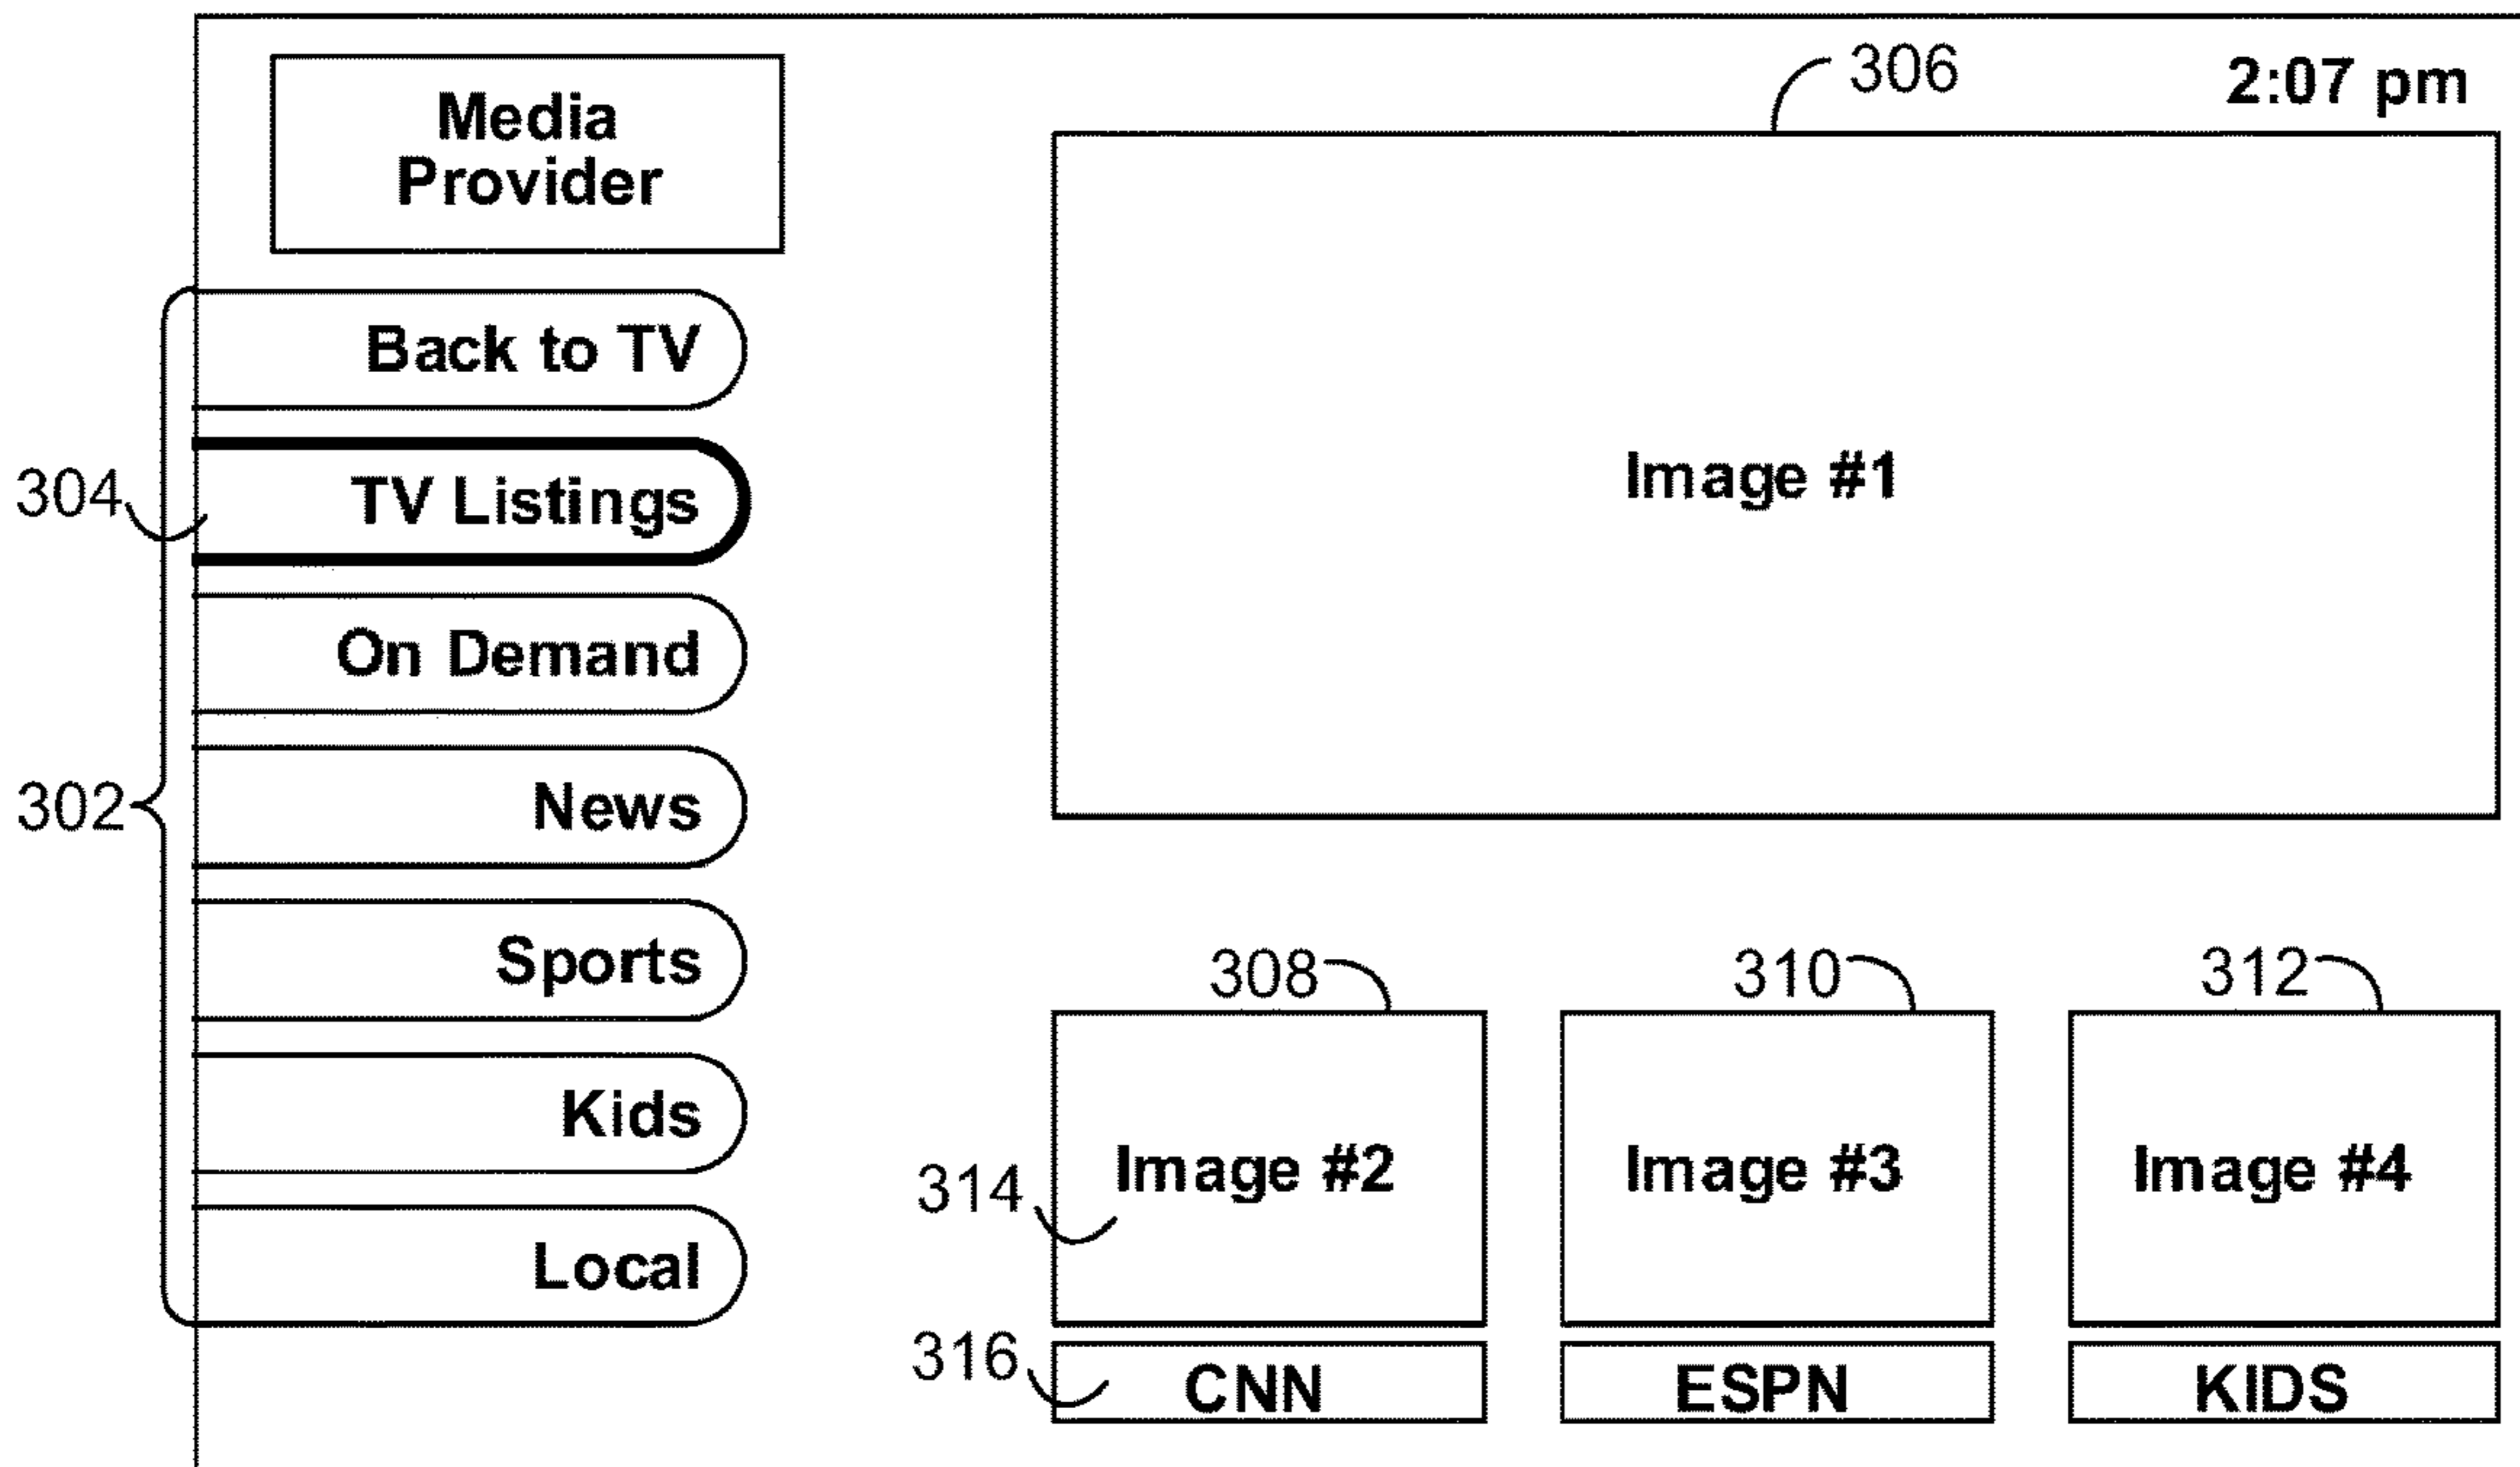 306
2:07 pm
Media
Provider
Back to TV
304
TV Listings
Image #1
On Demand
302
News
Sports
308
310
312
Kids
314
Image #2
Image #3
Image #4
Local
316
CNN
ESPN
KIDS